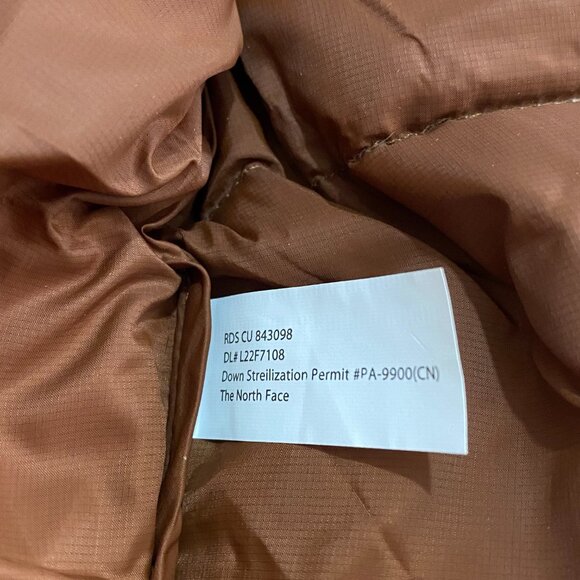 RDS CU 843098
DL# L22F7108
Down Streilization Permit #PA-9900(CN)
The North Face